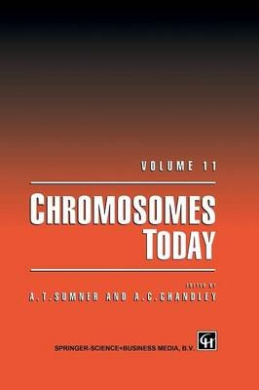 VOLUME 11
CHROMOSOMES
TODAY
EDITED BY
A.T. SUMNER AND A.C. CHANDLEY
SPRINGER-SCIENCE+BUSINESS MEDIA, B.V.